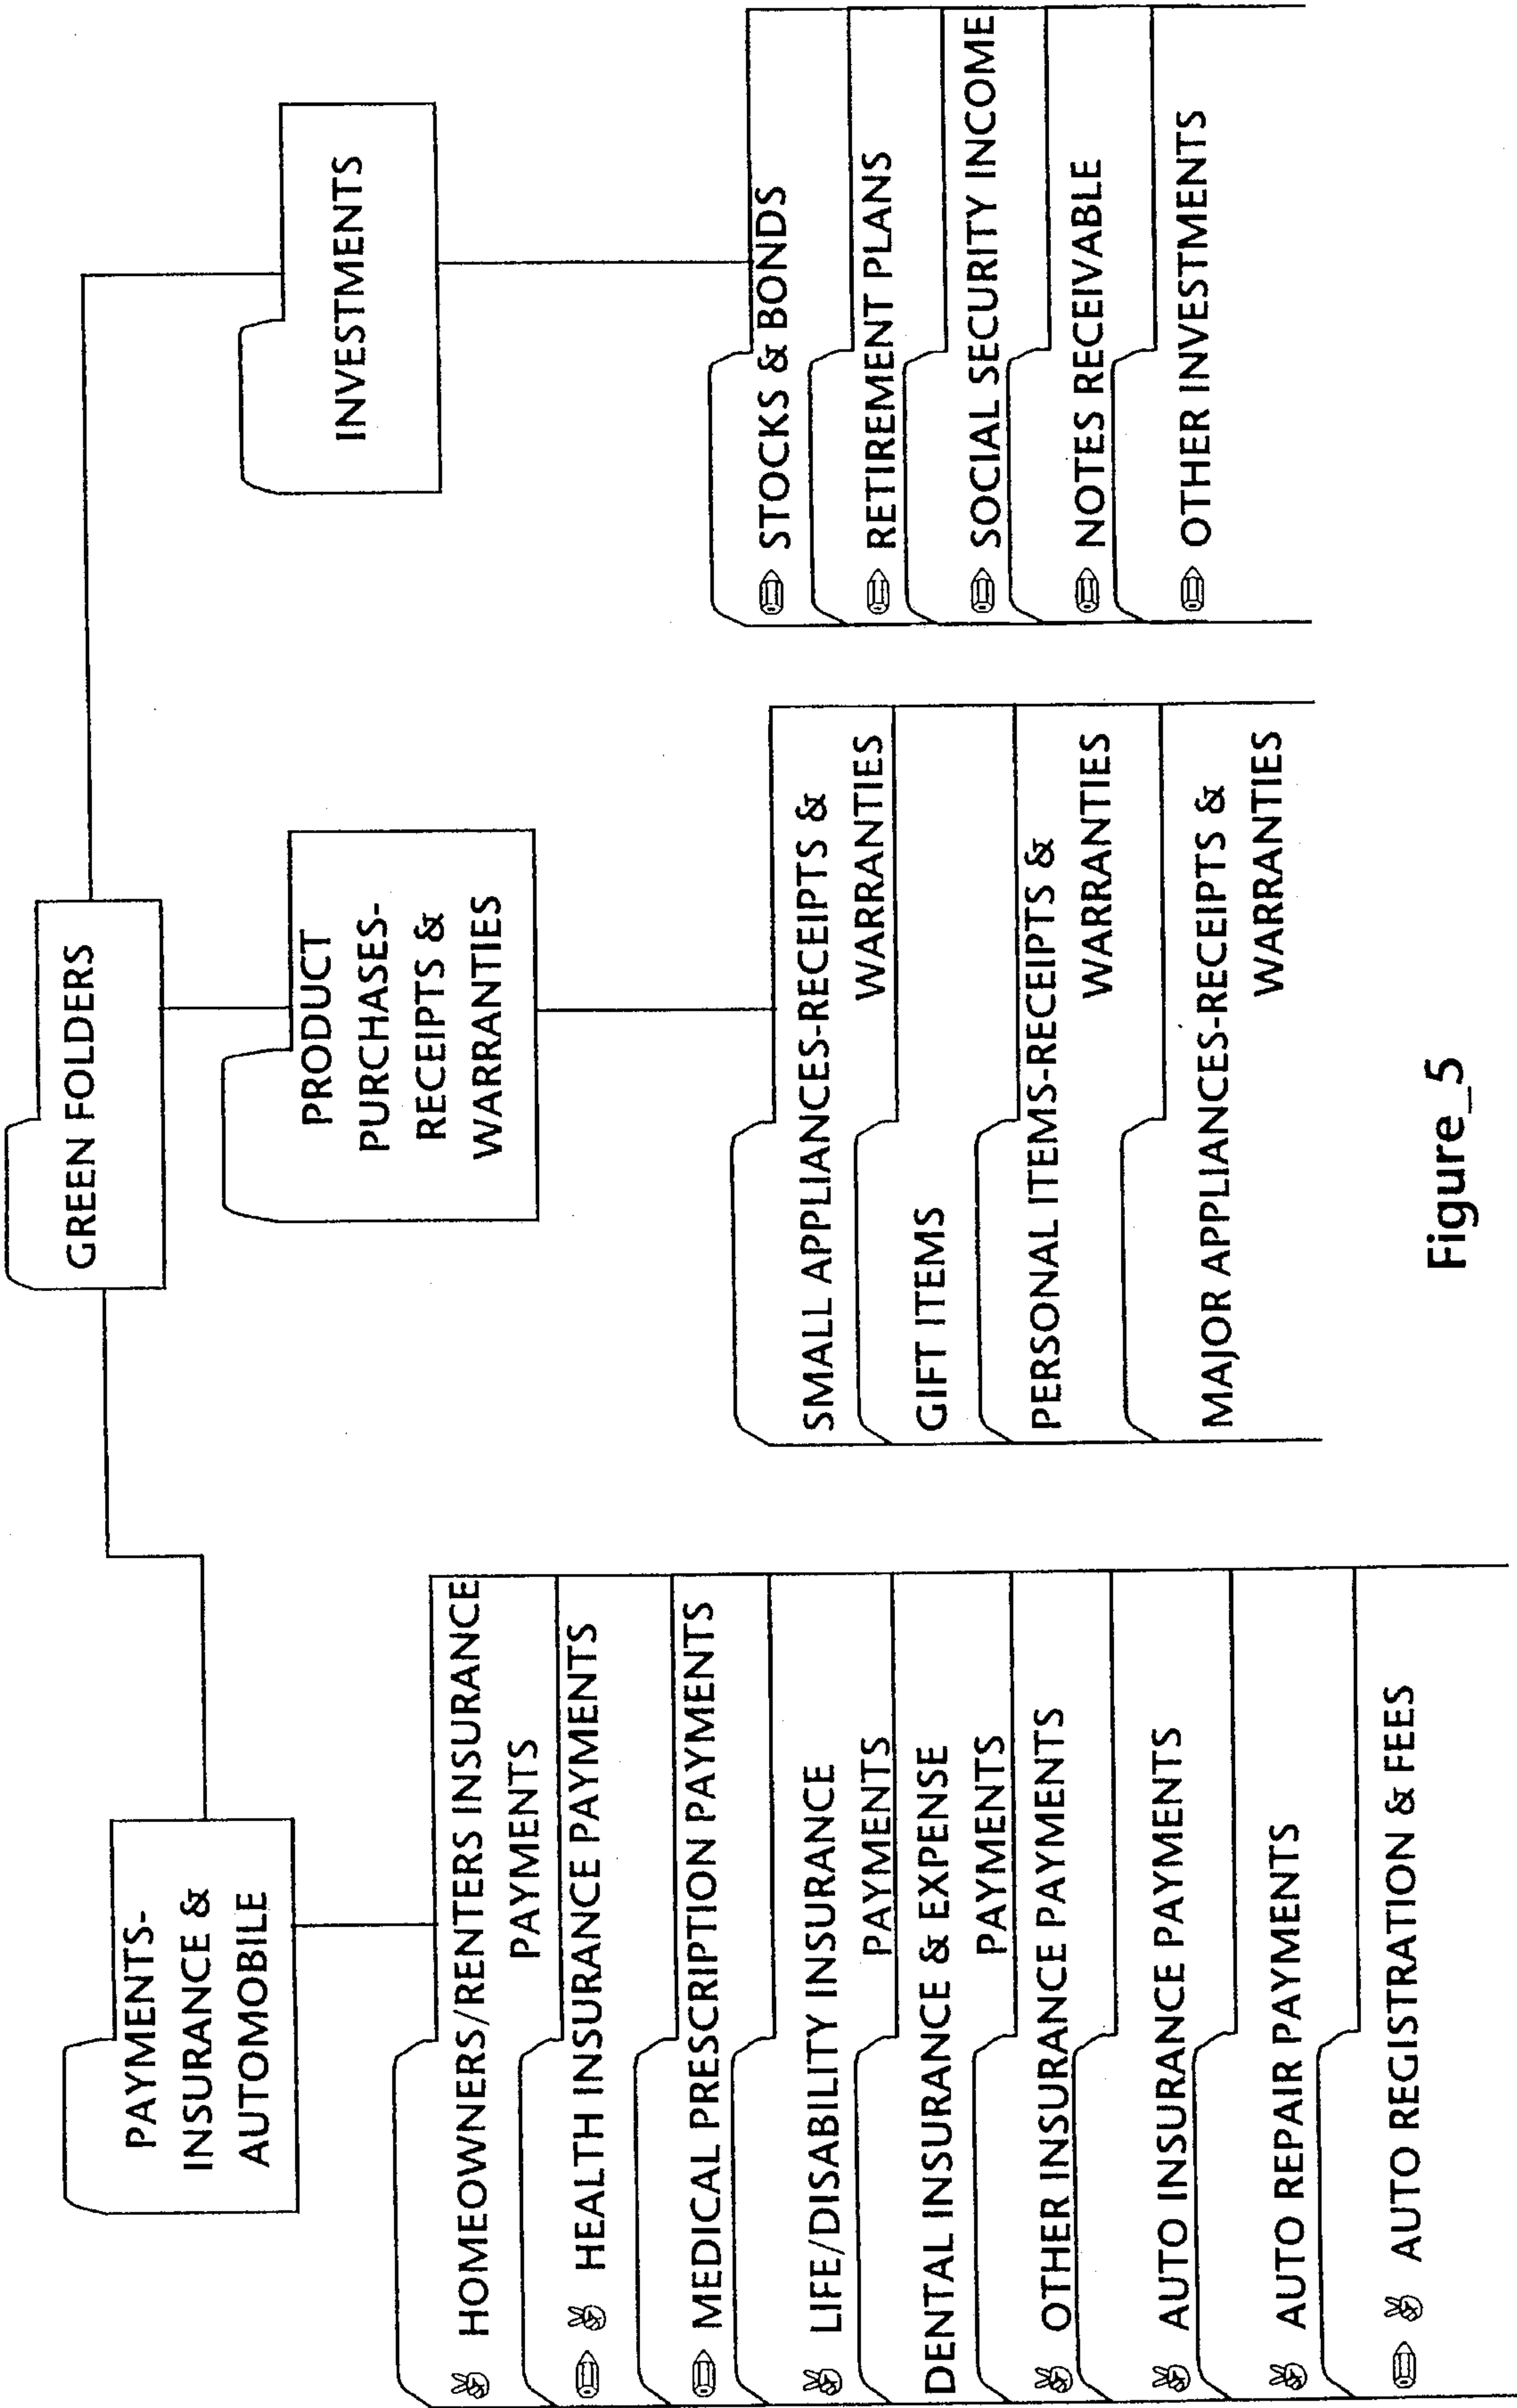 GREEN FOLDERS
PAYMENTS-
INSURANCE &
AUTOMOBILE
HOMEOWNERS/RENTERS INSURANCE
PAYMENTS
HEALTH INSURANCE PAYMENTS
MEDICAL PRESCRIPTION PAYMENTS
LIFE/DISABILITY INSURANCE
PAYMENTS
DENTAL INSURANCE & EXPENSE
PAYMENTS
OTHER INSURANCE PAYMENTS
AUTO INSURANCE PAYMENTS
AUTO REPAIR PAYMENTS
AUTO REGISTRATION & FEES
PRODUCT
PURCHASES-
RECEIPTS &
WARRANTIES
SMALL APPLIANCES-RECEIPTS &
WARRANTIES
GIFT ITEMS
PERSONAL ITEMS-RECEIPTS &
WARRANTIES
MAJOR APPLIANCES-RECEIPTS &
WARRANTIES
INVESTMENTS
STOCKS & BONDS
RETIREMENT PLANS
SOCIAL SECURITY INCOME
NOTES RECEIVABLE
OTHER INVESTMENTS
Figure_5